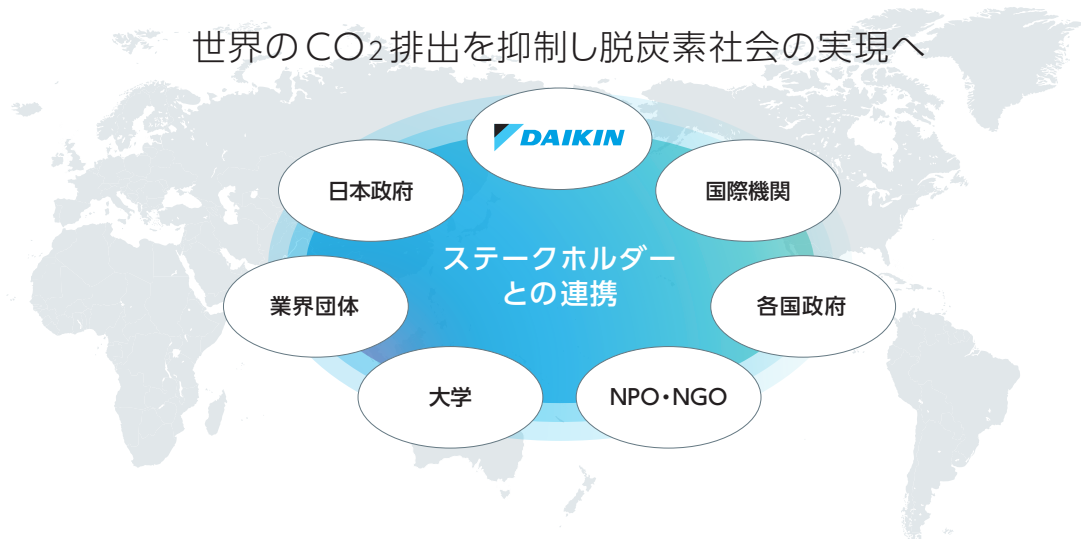 世界のCO2排出を抑制し脱炭素社会の実現へ
DAIKIN
日本政府
国際機関
ステークホルダー
との連携
業界団体
各国政府
大学
NPO・NGO